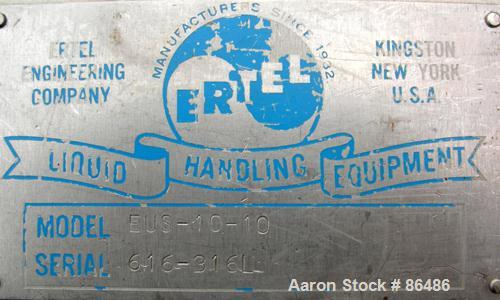 ERTEL
ENGINEERING
COMPANY
MANUFACTURERS SINCE 1932
ERTEL
KINGSTON
NEW YORK
U.S.A.
LIQUID HANDLING EQUIPMENT
MODEL EUS-10-10
SERIAL 616-316L
Aaron Stock # 86486